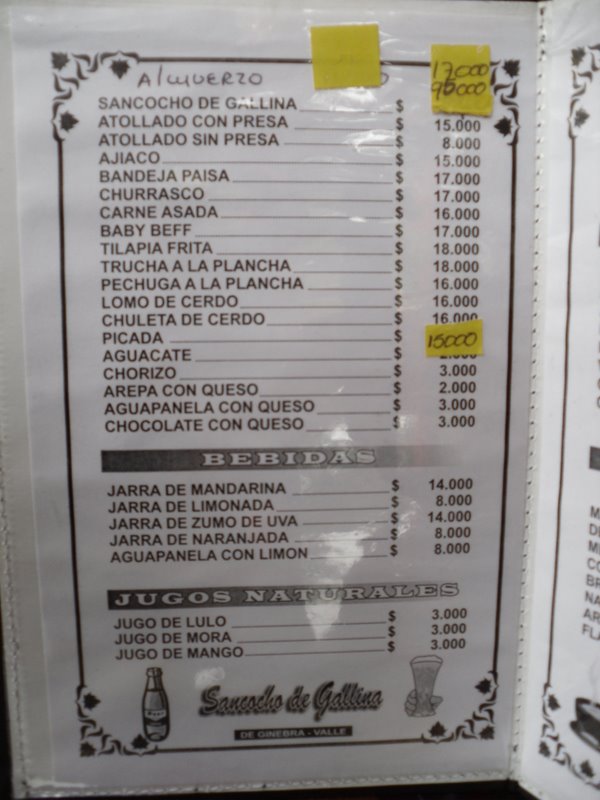 Almuerzo
17000
SANCOCHO DE GALLINA $
ATOLLADO CON PRESA $ 15.000
ATOLLADO SIN PRESA $ 8.000
AJIACO $ 15.000
BANDEJA PAISA $ 17.000
CHURRASCO $ 17.000
CARNE ASADA $ 16.000
BABY BEFF $ 17.000
TILAPIA FRITA $ 18.000
TRUCHA A LA PLANCHA $ 18.000
PECHUGA A LA PLANCHA $ 16.000
LOMO DE CERDO $ 16.000
CHULETA DE CERDO $ 16.000
PICADA $ 15000
AGUACATE $ 2.000
CHORIZO $ 3.000
AREPA CON QUESO $ 2.000
AGUAPANELA CON QUESO $ 3.000
CHOCOLATE CON QUESO $ 3.000
BEBIDAS
JARRA DE MANDARINA $ 14.000
JARRA DE LIMONADA $ 8.000
JARRA DE ZUMO DE UVA $ 14.000
JARRA DE NARANJADA $ 8.000
AGUAPANELA CON LIMON $ 8.000
JUGOS NATURALES
JUGO DE LULO $ 3.000
JUGO DE MORA $ 3.000
JUGO DE MANGO $ 3.000
Sancocho de Gallina
DE GINEBRA - VALLE